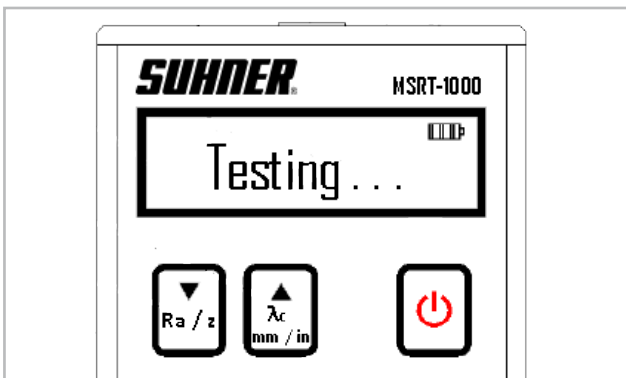 SUHNER®
MSRT-1000
Testing...
▼
Ra / z
▲
λc
mm / in